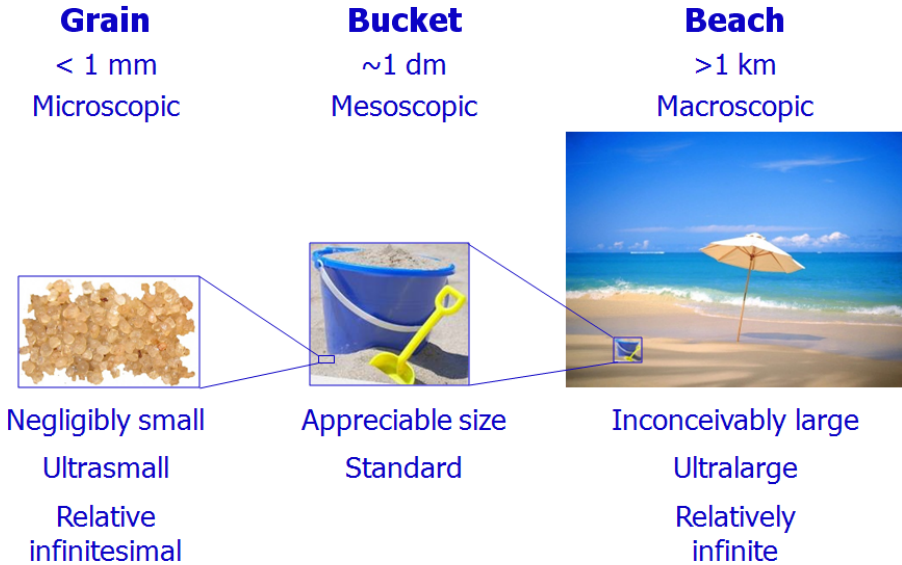 Grain
< 1 mm
Microscopic
Negligibly small
Ultrasmall
Relative
infinitesimal
Bucket
~1 dm
Mesoscopic
Appreciable size
Standard
Beach
>1 km
Macroscopic
Inconceivably large
Ultralarge
Relatively
infinite